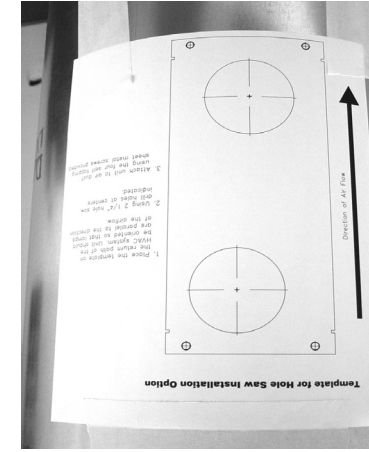 Template for Hole Saw Installation Option
1. Place the template on
the return path of the
HVAC system. Unit should
be oriented so that lamps
are parallel to the direction
of the airflow.
2. Using 2 1/4" hole saw
drill holes at centers
indicated.
3. Attach unit to air duct
using the four self tapping
sheet metal screws provided
Direction of Air Flow